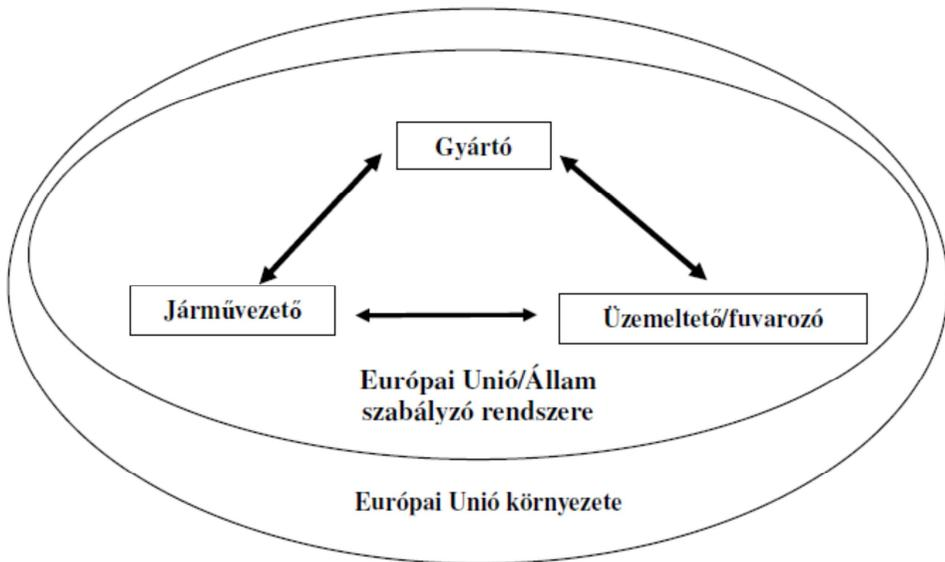 Gyártó
Járművezető
Üzemeltető/fuvarozó
Európai Unió/Állam
szabályzó rendszere
Európai Unió környezete